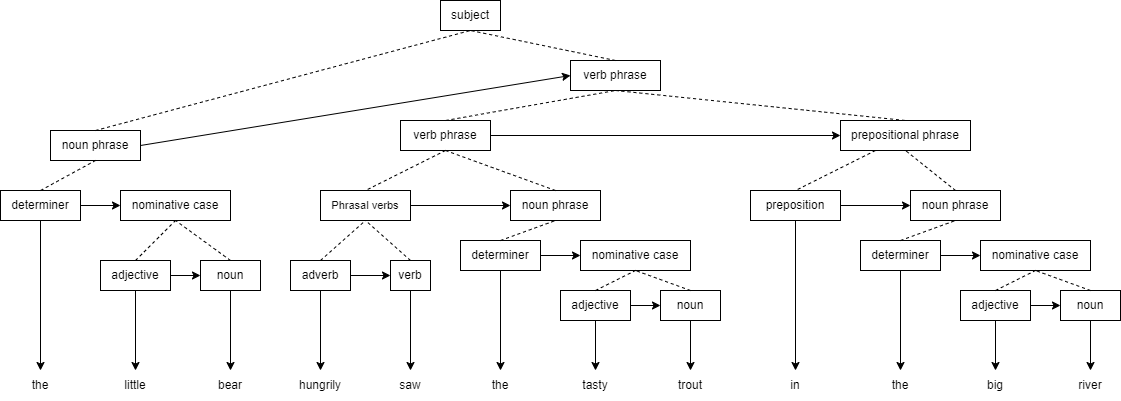 subject
verb phrase
noun phrase
verb phrase
prepositional phrase
determiner
nominative case
Phrasal verbs
noun phrase
preposition
noun phrase
adjective
noun
adverb
verb
determiner
nominative case
determiner
nominative case
adjective
noun
adjective
noun
the little bear hungrily saw the tasty trout in the big river